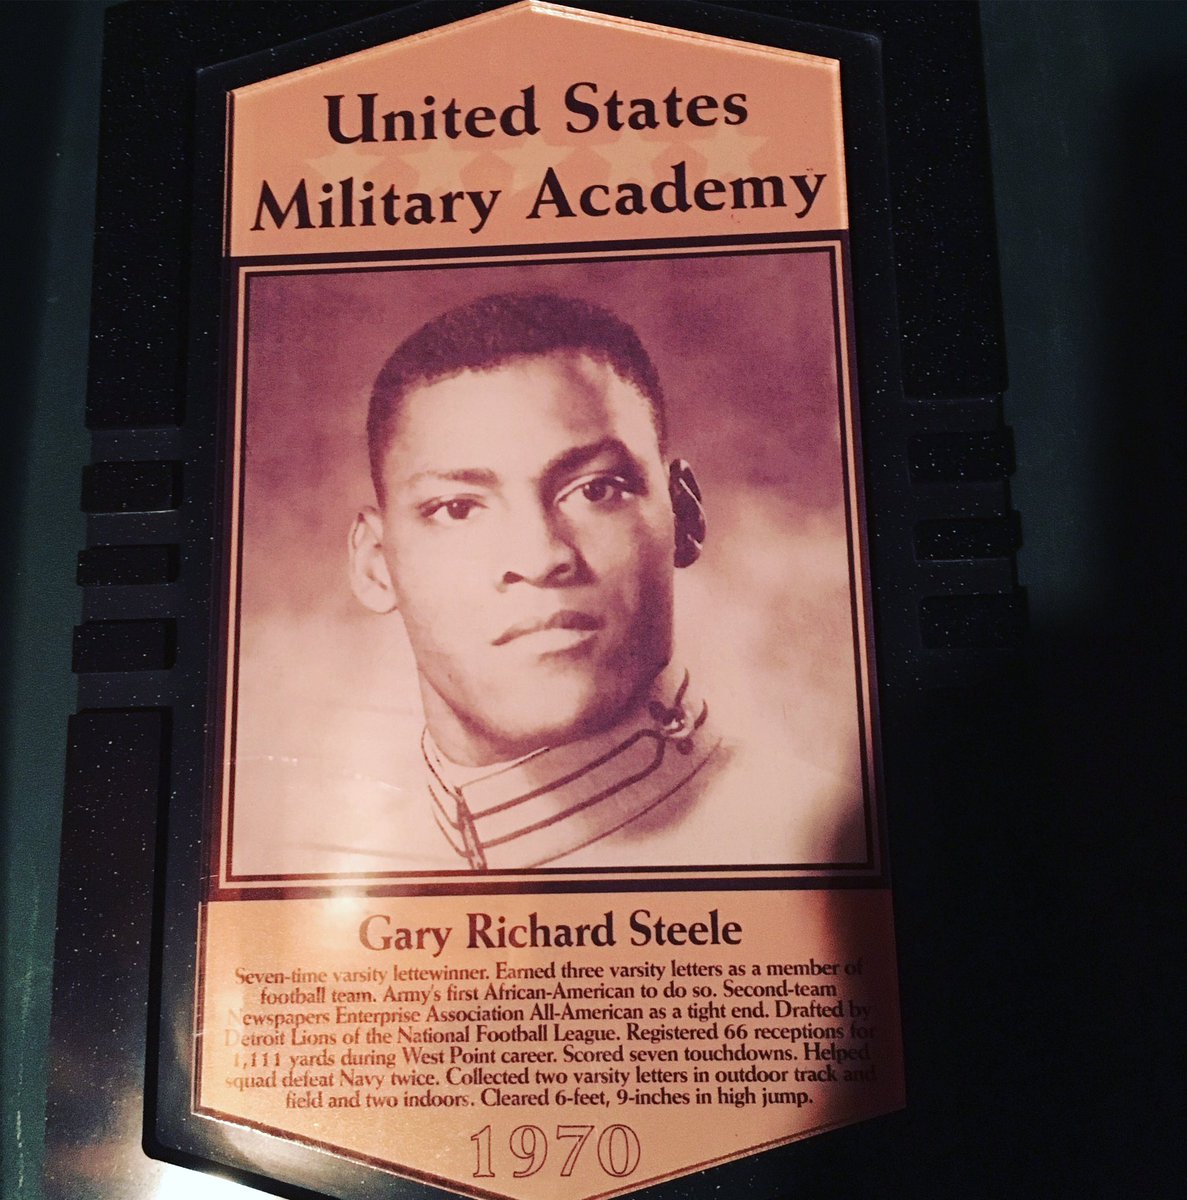 United States
Military Academy
Gary Richard Steele
Seven-time varsity lettewinner. Earned three varsity letters as a member of
football team. Army's first African-American to do so. Second-team
Newspapers Enterprise Association All-American as a tight end. Drafted by
Detroit Lions of the National Football League. Registered 66 receptions for
1,111 yards during West Point career. Scored seven touchdowns. Helped
squad defeat Navy twice. Collected two varsity letters in outdoor track and
field and two indoors. Cleared 6-feet, 9-inches in high jump.
1970